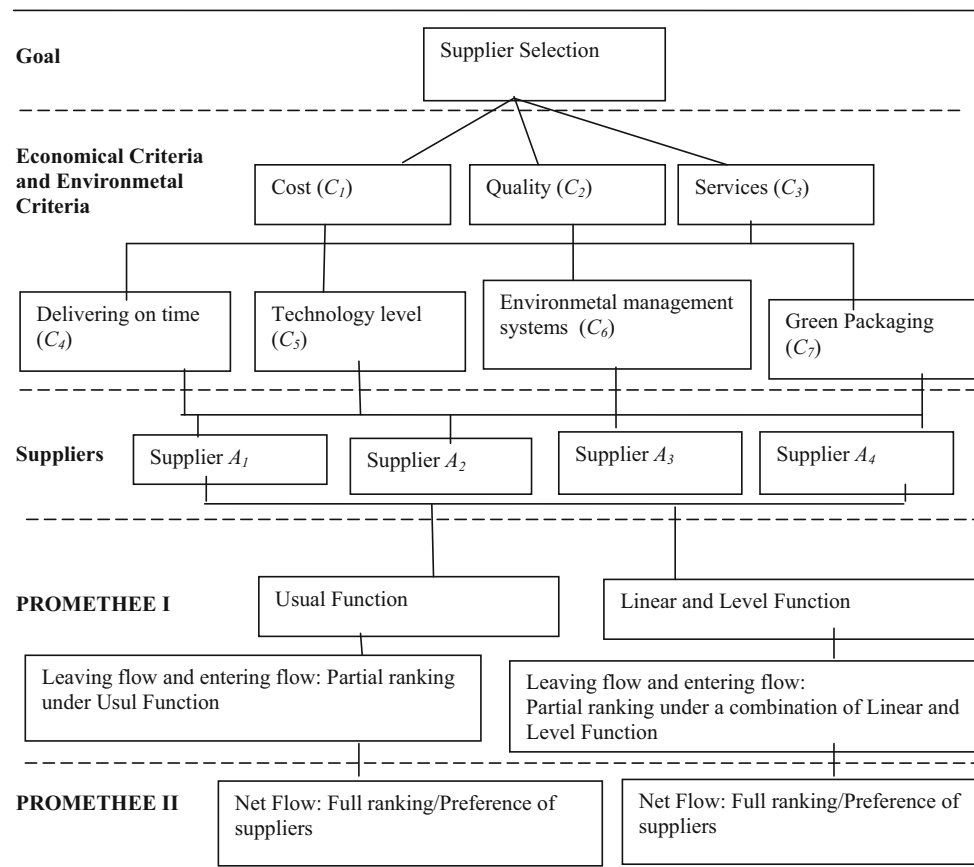 Goal
Supplier Selection
Economical Criteria
and Environmetal
Criteria
Cost (C1)
Quality (C2)
Services (C3)
Delivering on time
(C4)
Technology level
(C5)
Environmetal management
systems (C6)
Green Packaging
(C7)
Suppliers
Supplier A1
Supplier A2
Supplier A3
Supplier A4
PROMETHEE I
Usual Function
Linear and Level Function
Leaving flow and entering flow: Partial ranking
under Usul Function
Leaving flow and entering flow:
Partial ranking under a combination of Linear and
Level Function
PROMETHEE II
Net Flow: Full ranking/Preference of
suppliers
Net Flow: Full ranking/Preference of
suppliers